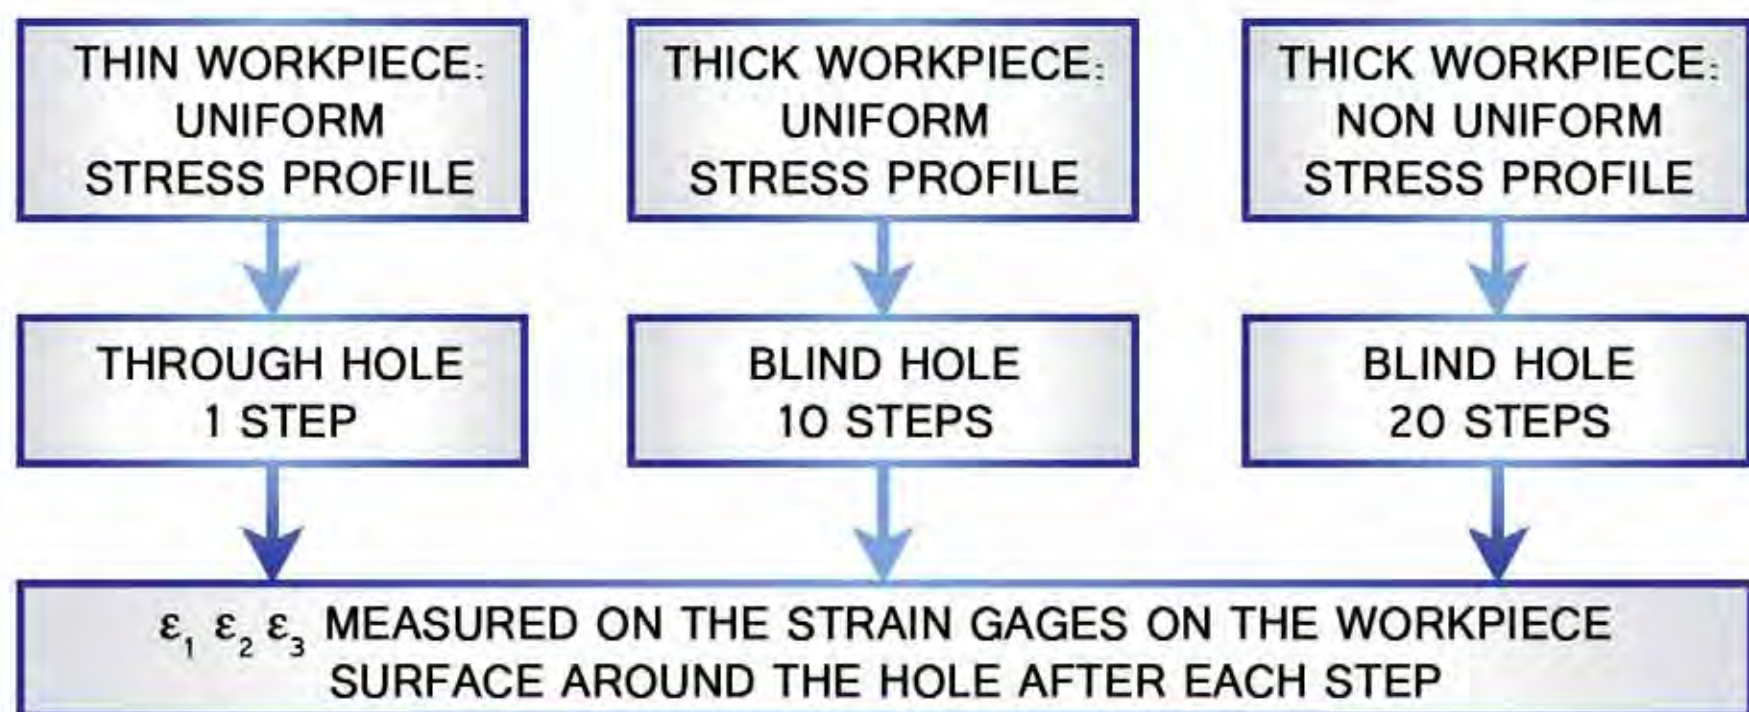 THIN WORKPIECE:
UNIFORM
STRESS PROFILE
THICK WORKPIECE:
UNIFORM
STRESS PROFILE
THICK WORKPIECE:
NON UNIFORM
STRESS PROFILE
THROUGH HOLE
1 STEP
BLIND HOLE
10 STEPS
BLIND HOLE
20 STEPS
ε₁ ε₂ ε₃ MEASURED ON THE STRAIN GAGES ON THE WORKPIECE
SURFACE AROUND THE HOLE AFTER EACH STEP